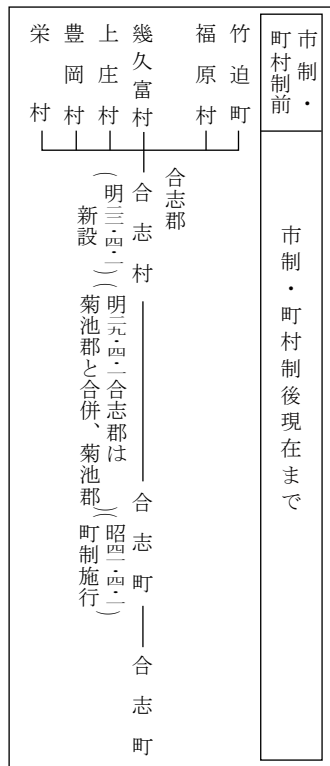 市制・
町村制前
市制・町村制後現在まで
竹迫町
福原村
幾久富村
上庄村
豊岡村
栄村
合志郡
合志村
（明二二・四・一
新設）
（明二九・四・一合志郡は
菊池郡と合併、菊池郡）
合志町
（昭四一・四・一
町制施行）
合志町